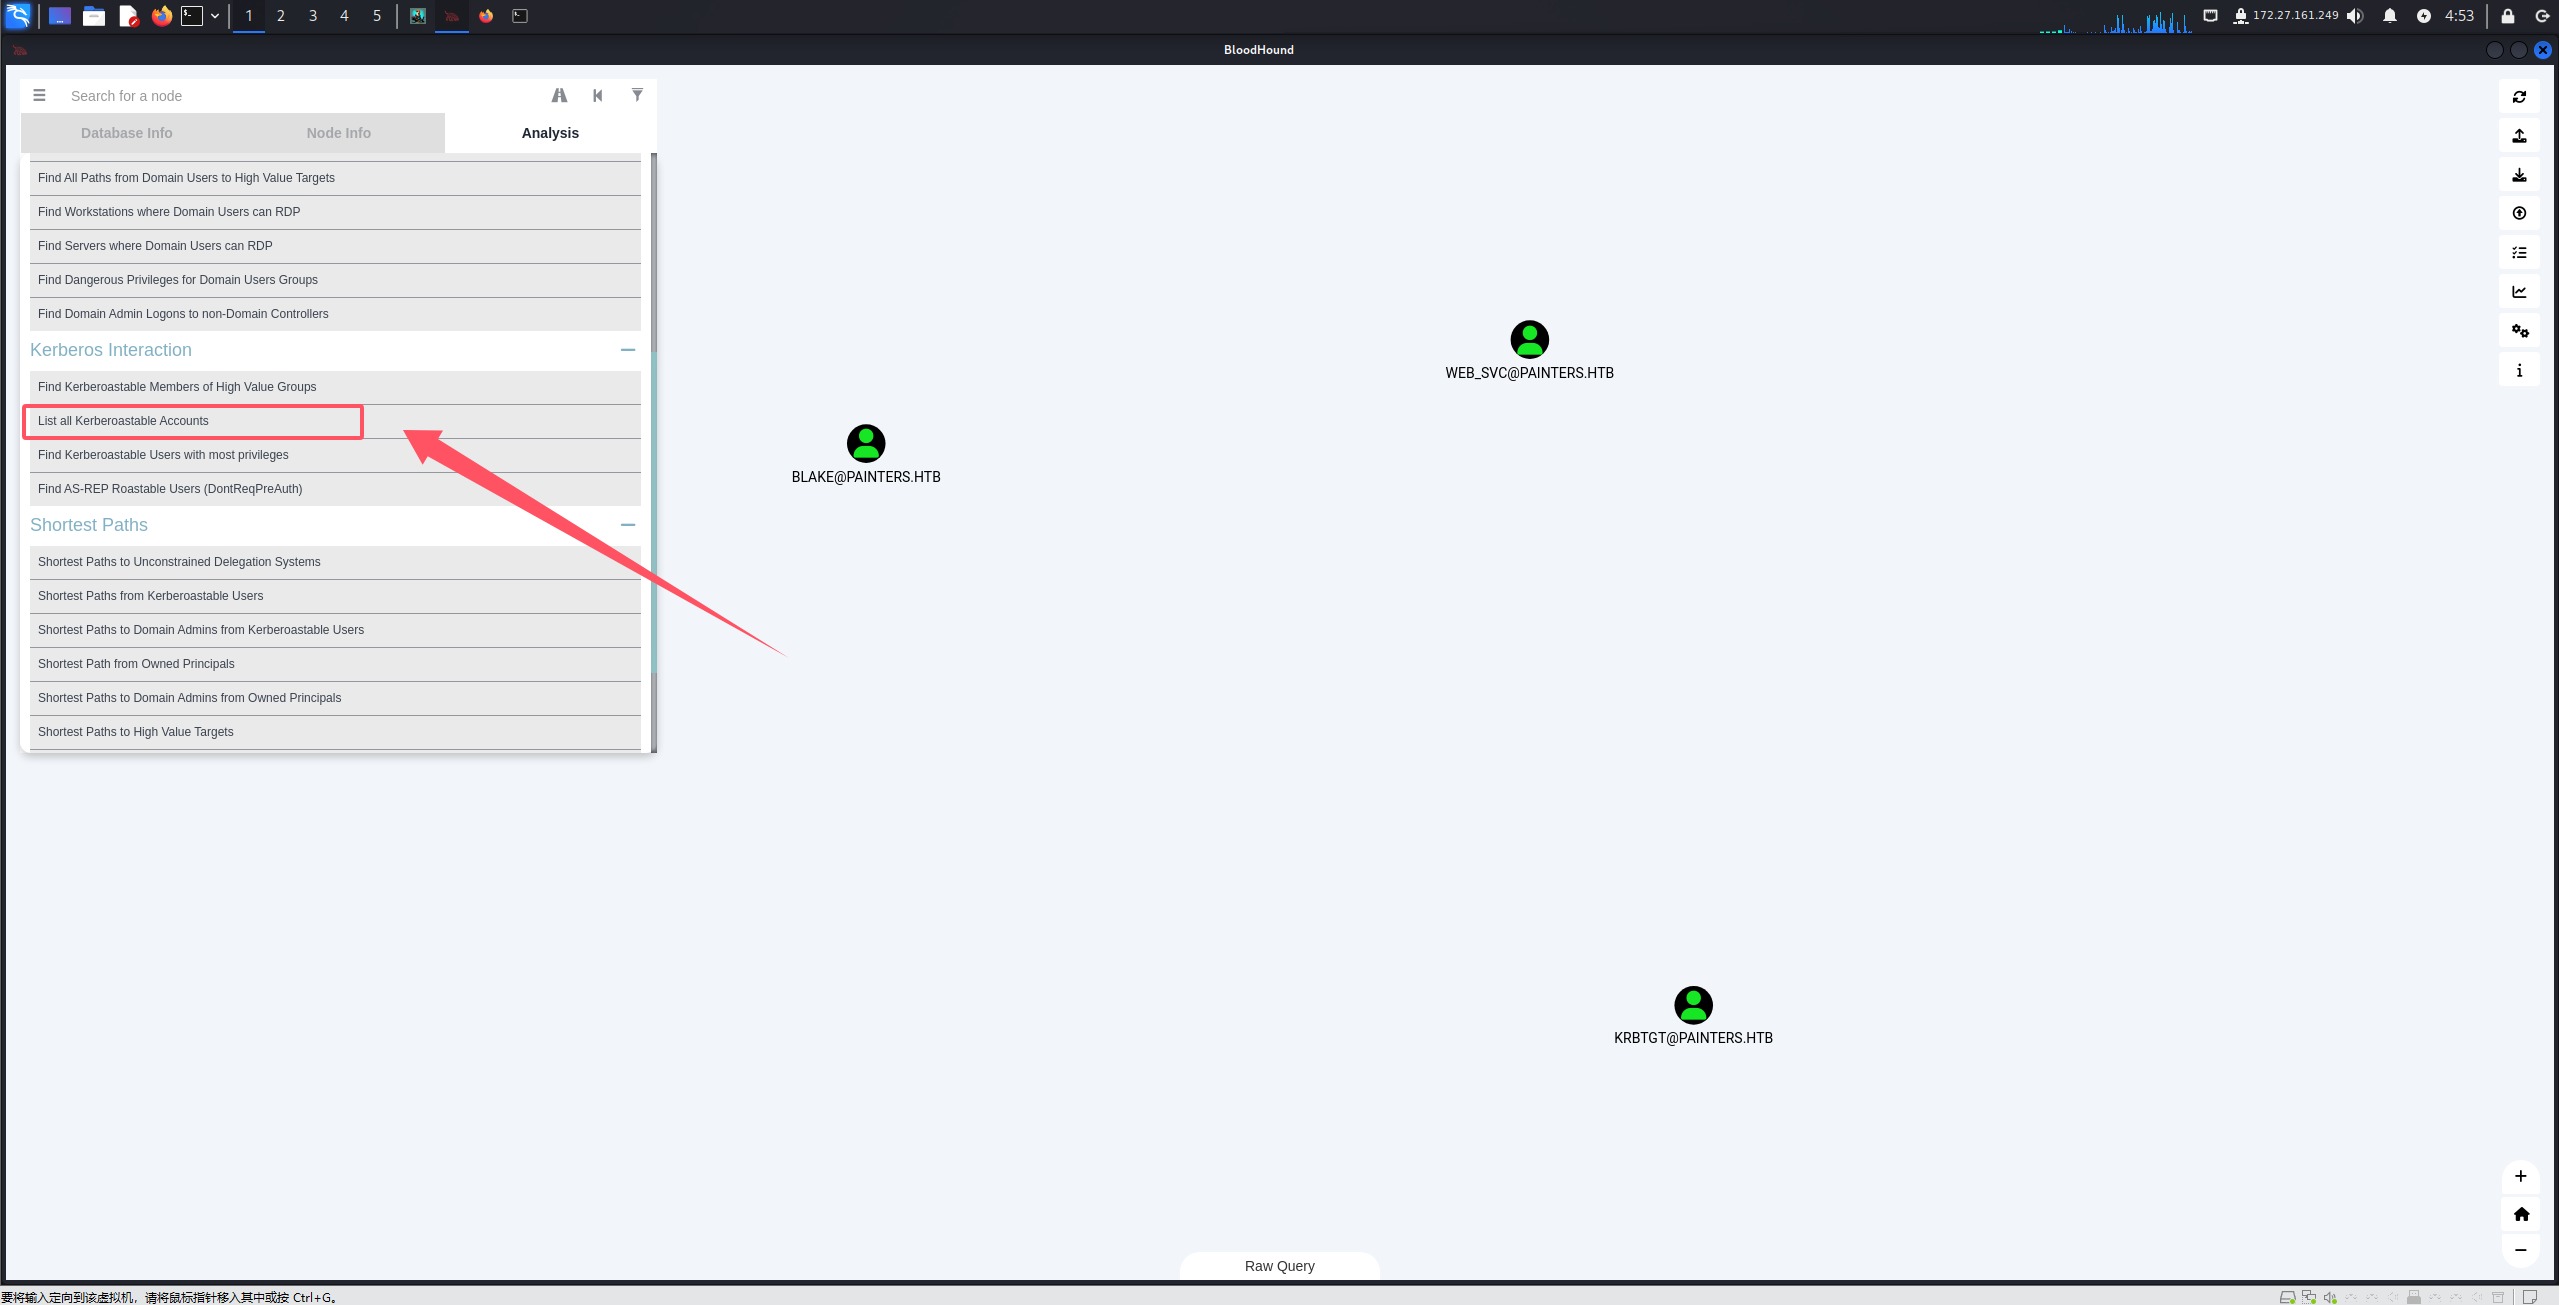 1 2 3 4 5
172.27.161.249
4:53
BloodHound
Search for a node
Database Info
Node Info
Analysis
Find All Paths from Domain Users to High Value Targets
Find Workstations where Domain Users can RDP
Find Servers where Domain Users can RDP
Find Dangerous Privileges for Domain Users Groups
Find Domain Admin Logons to non-Domain Controllers
Kerberos Interaction
Find Kerberoastable Members of High Value Groups
List all Kerberoastable Accounts
Find Kerberoastable Users with most privileges
Find AS-REP Roastable Users (DontReqPreAuth)
Shortest Paths
Shortest Paths to Unconstrained Delegation Systems
Shortest Paths from Kerberoastable Users
Shortest Paths to Domain Admins from Kerberoastable Users
Shortest Path from Owned Principals
Shortest Paths to Domain Admins from Owned Principals
Shortest Paths to High Value Targets
WEB_SVC@PAINTERS.HTB
BLAKE@PAINTERS.HTB
KRBTGT@PAINTERS.HTB
Raw Query
要将输入定向到该虚拟机，请将鼠标指针移入其中或按 Ctrl+G。